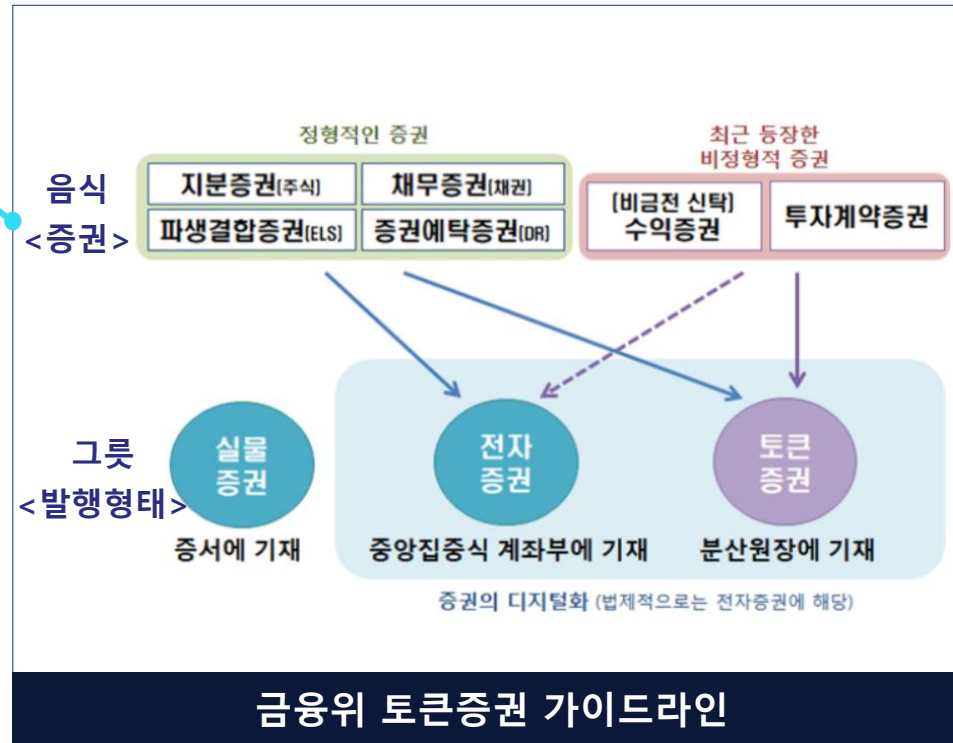 정형적인 증권
최근 등장한
비정형적 증권
음식
<증권>
지분증권(주식)
채무증권(채권)
파생결합증권(ELS)
증권예탁증권(DR)
(비금전 신탁)
수익증권
투자계약증권
그릇
<발행형태>
실물
증권
전자
증권
토큰
증권
증서에 기재
중앙집중식 계좌부에 기재
분산원장에 기재
증권의 디지털화 (법제적으로는 전자증권에 해당)
금융위 토큰증권 가이드라인